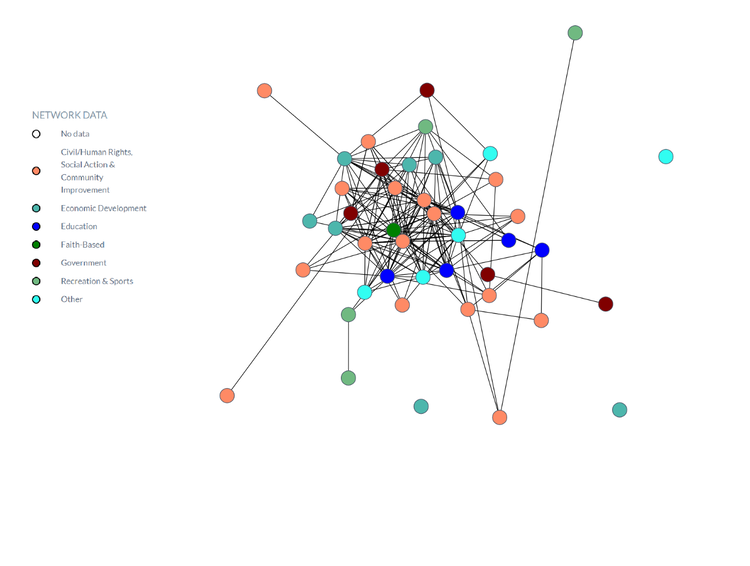 NETWORK DATA
No data
Civil/Human Rights,
Social Action &
Community
Improvement
Economic Development
Education
Faith-Based
Government
Recreation & Sports
Other